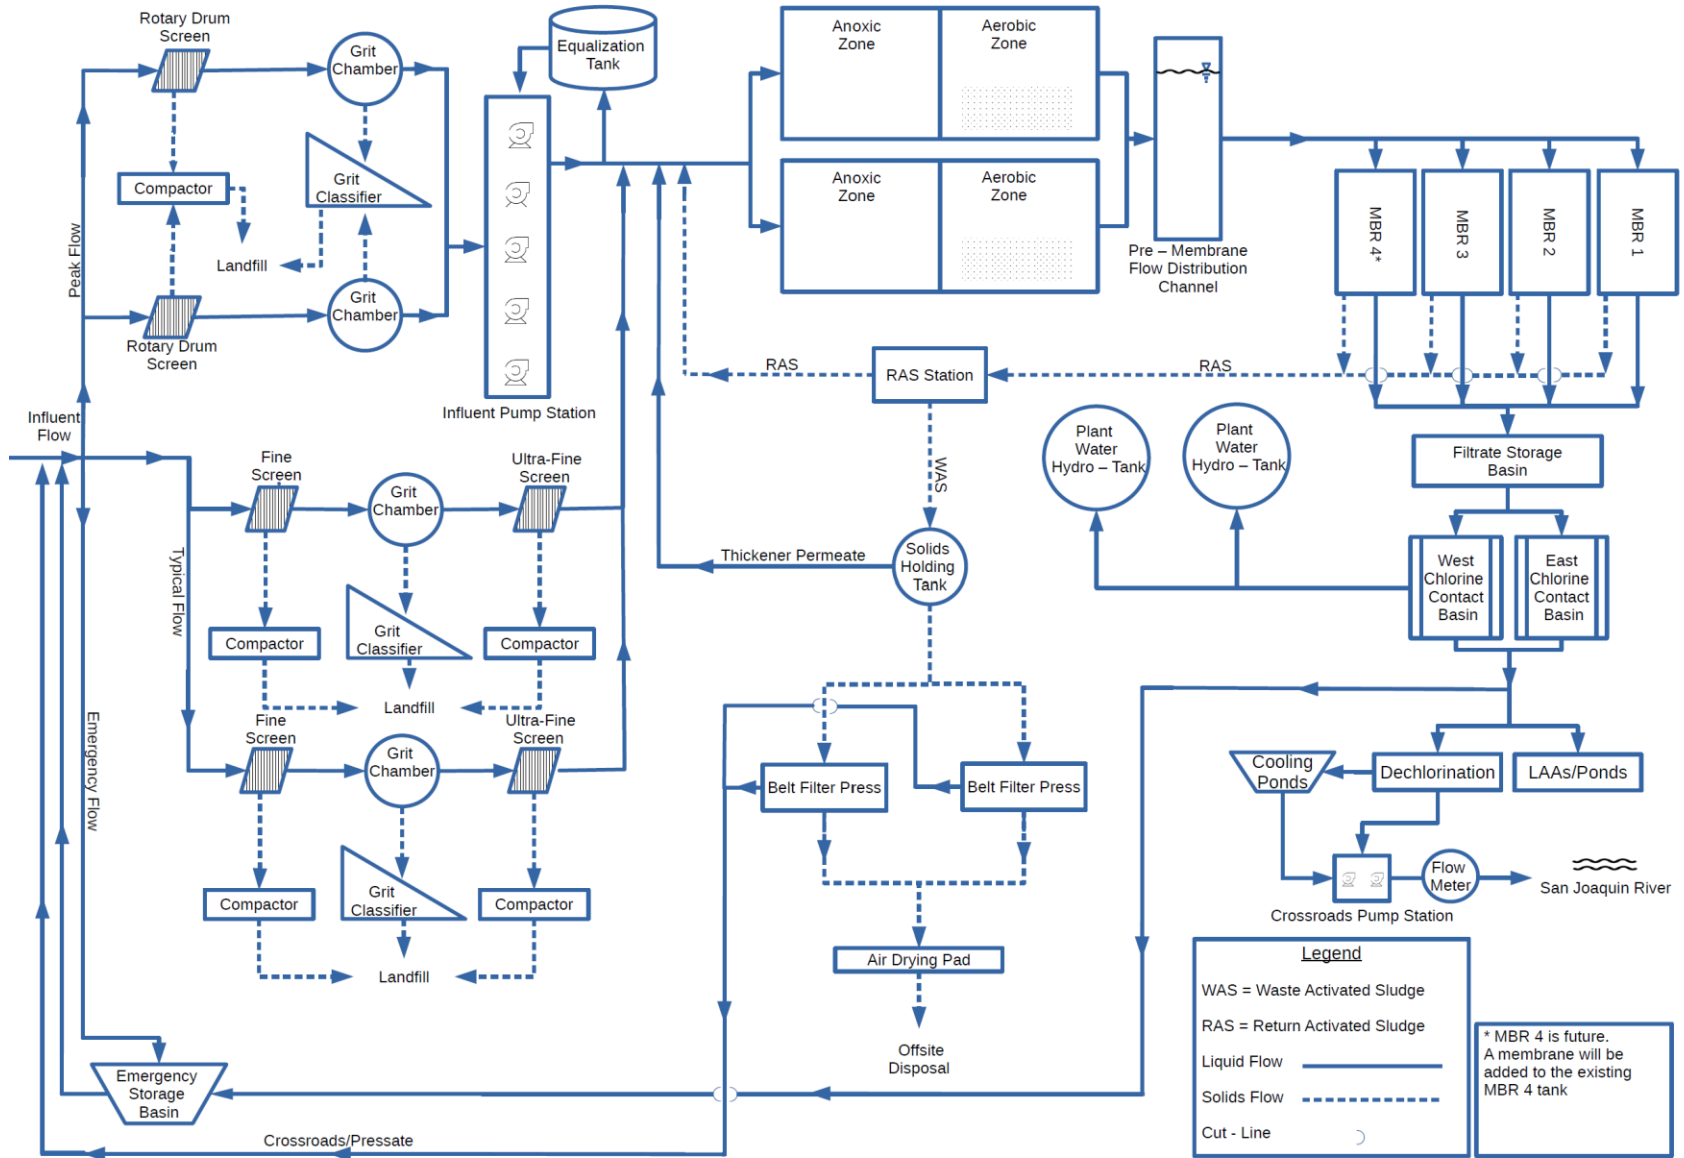 Rotary Drum
Screen
Grit
Chamber
Equalization
Tank
Anoxic
Zone
Aerobic
Zone
Compactor
Grit
Classifier
Landfill
Peak Flow
Grit
Chamber
Rotary Drum
Screen
Influent Pump Station
Anoxic
Zone
Aerobic
Zone
Pre – Membrane
Flow Distribution
Channel
MBR 4*
MBR 3
MBR 2
MBR 1
RAS
RAS Station
RAS
WAS
Influent
Flow
Fine
Screen
Grit
Chamber
Ultra-Fine
Screen
Plant
Water
Hydro – Tank
Plant
Water
Hydro – Tank
Filtrate Storage
Basin
Typical Flow
Thickener Permeate
Solids
Holding
Tank
West
Chlorine
Contact
Basin
East
Chlorine
Contact
Basin
Compactor
Grit
Classifier
Compactor
Landfill
Emergency Flow
Fine
Screen
Grit
Chamber
Ultra-Fine
Screen
Belt Filter Press
Belt Filter Press
Cooling
Ponds
Dechlorination
LAAs/Ponds
Compactor
Grit
Classifier
Compactor
Landfill
Flow
Meter
San Joaquin River
Crossroads Pump Station
Air Drying Pad
Offsite
Disposal
Emergency
Storage
Basin
Crossroads/Pressate
Legend
WAS = Waste Activated Sludge
RAS = Return Activated Sludge
Liquid Flow
Solids Flow
Cut - Line
* MBR 4 is future.
A membrane will be
added to the existing
MBR 4 tank